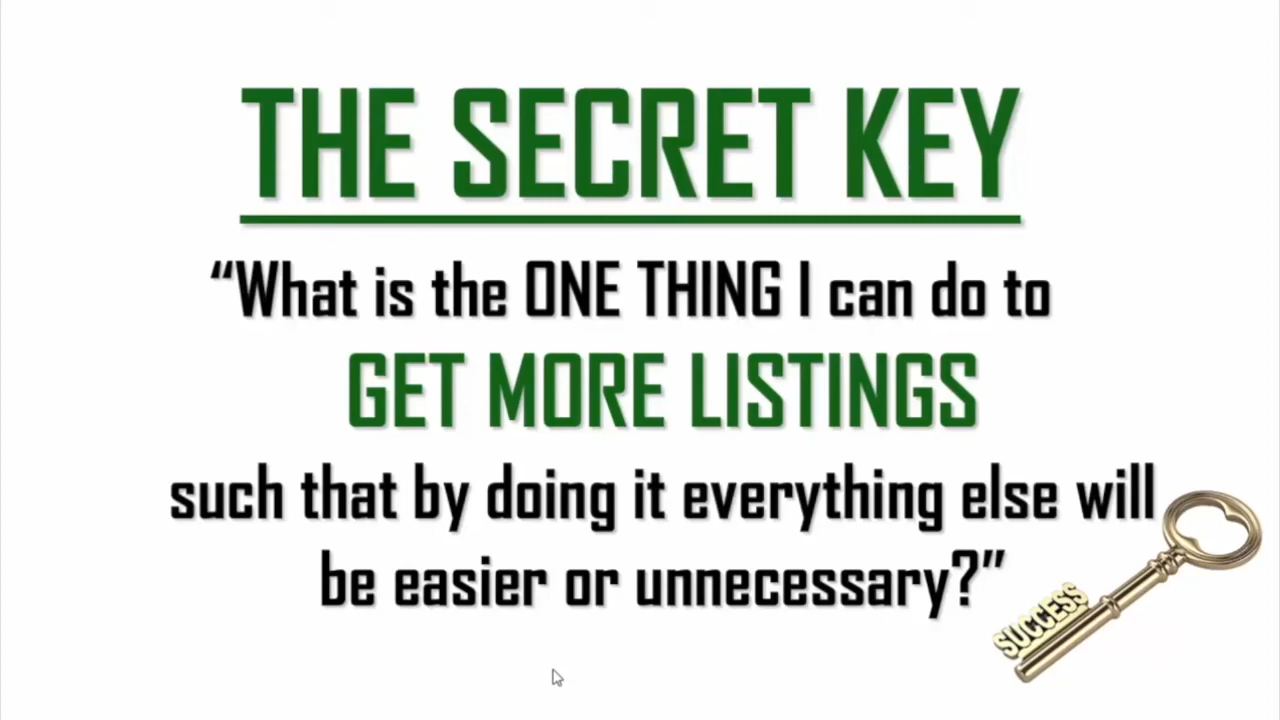 THE SECRET KEY
“What is the ONE THING I can do to
GET MORE LISTINGS
such that by doing it everything else will
be easier or unnecessary?”
SUCCESS